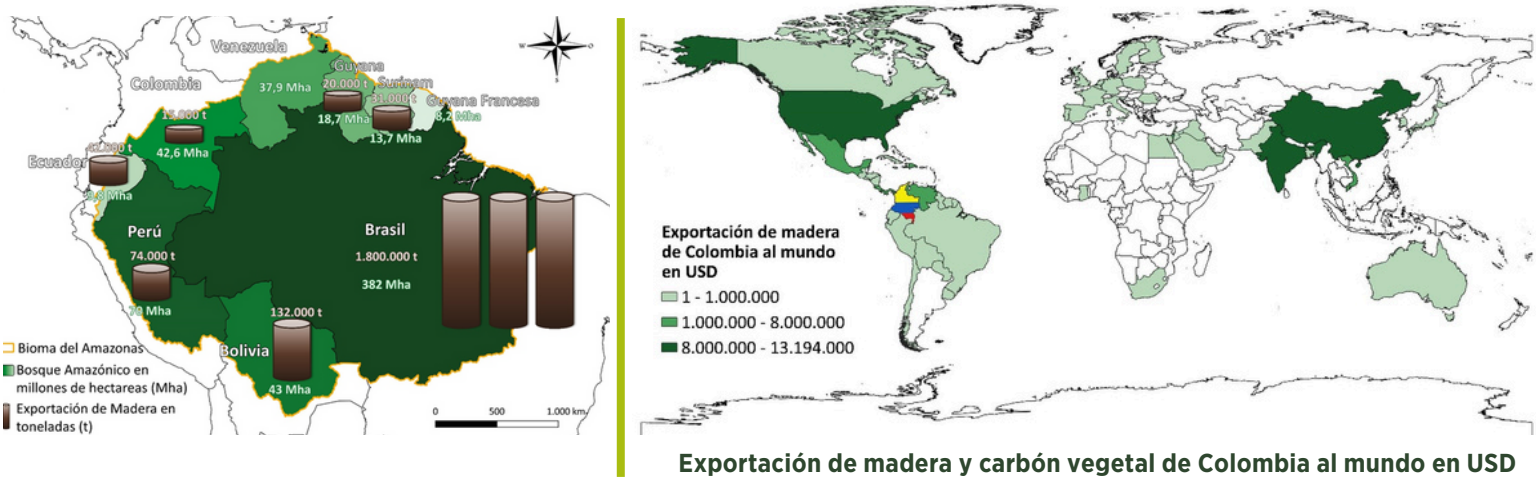 Venezuela
Guyana
Colombia
20.000 t
Surinam
37,9 Mha
31.000 t
Guyana Francesa
18,7 Mha
8,2 Mha
13,7 Mha
42,6 Mha
Ecuador
Perú
Brasil
74.000 t
1.800.000 t
382 Mha
132.000 t
Bolivia
43 Mha
Bioma del Amazonas
Bosque Amazónico en
millones de hectareas (Mha)
Exportación de Madera en
toneladas (t)
0 500 1.000 km
Exportación de madera
de Colombia al mundo
en USD
1 - 1.000.000
1.000.000 - 8.000.000
8.000.000 - 13.194.000
Exportación de madera y carbón vegetal de Colombia al mundo en USD